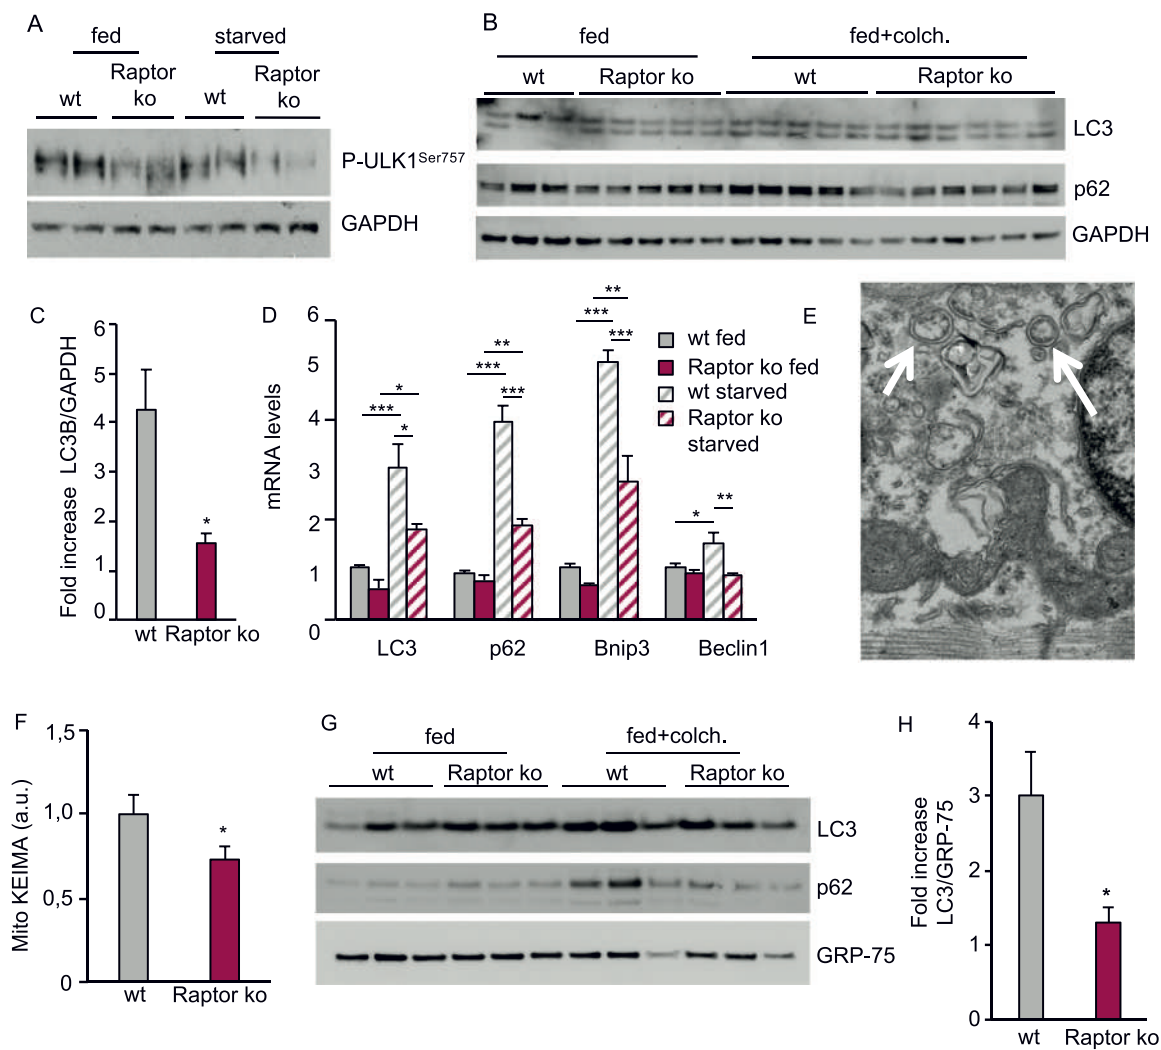 A
fed
starved
Raptor
ko
Raptor
ko
wt
wt
P-ULK1Ser757
GAPDH
B
fed
fed+colch.
wt
Raptor ko
wt
Raptor ko
LC3
p62
GAPDH
C
Fold increase LC3B/GAPDH
6
5
4
3
2
1
0
*
wt
Raptor ko
D
mRNA levels
6
4
3
2
1
0
***
*
*
***
**
***
***
**
***
*
**
wt fed
Raptor ko fed
wt starved
Raptor ko
starved
LC3
p62
Bnip3
Beclin1
E
F
Mito KEIMA (a.u.)
1,5
1,0
0,5
0
*
wt
Raptor ko
G
fed
fed+colch.
wt
Raptor ko
wt
Raptor ko
LC3
p62
GRP-75
H
Fold increase
LC3/GRP-75
4
3
2
1
0
*
wt
Raptor ko